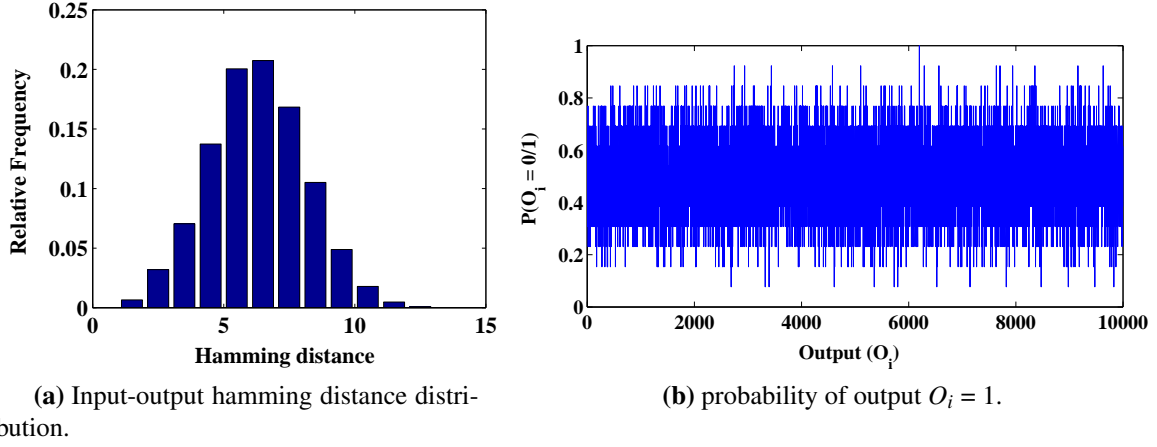 0.25
0.2
0.15
0.1
0.05
0
0 5 10 15
Relative Frequency
Hamming distance
(a) Input-output hamming distance distri-
bution.
1
0.8
0.6
0.4
0.2
0
0 2000 4000 6000 8000 10000
P(O_i = 0/1)
Output (O_i)
(b) probability of output O_i = 1.